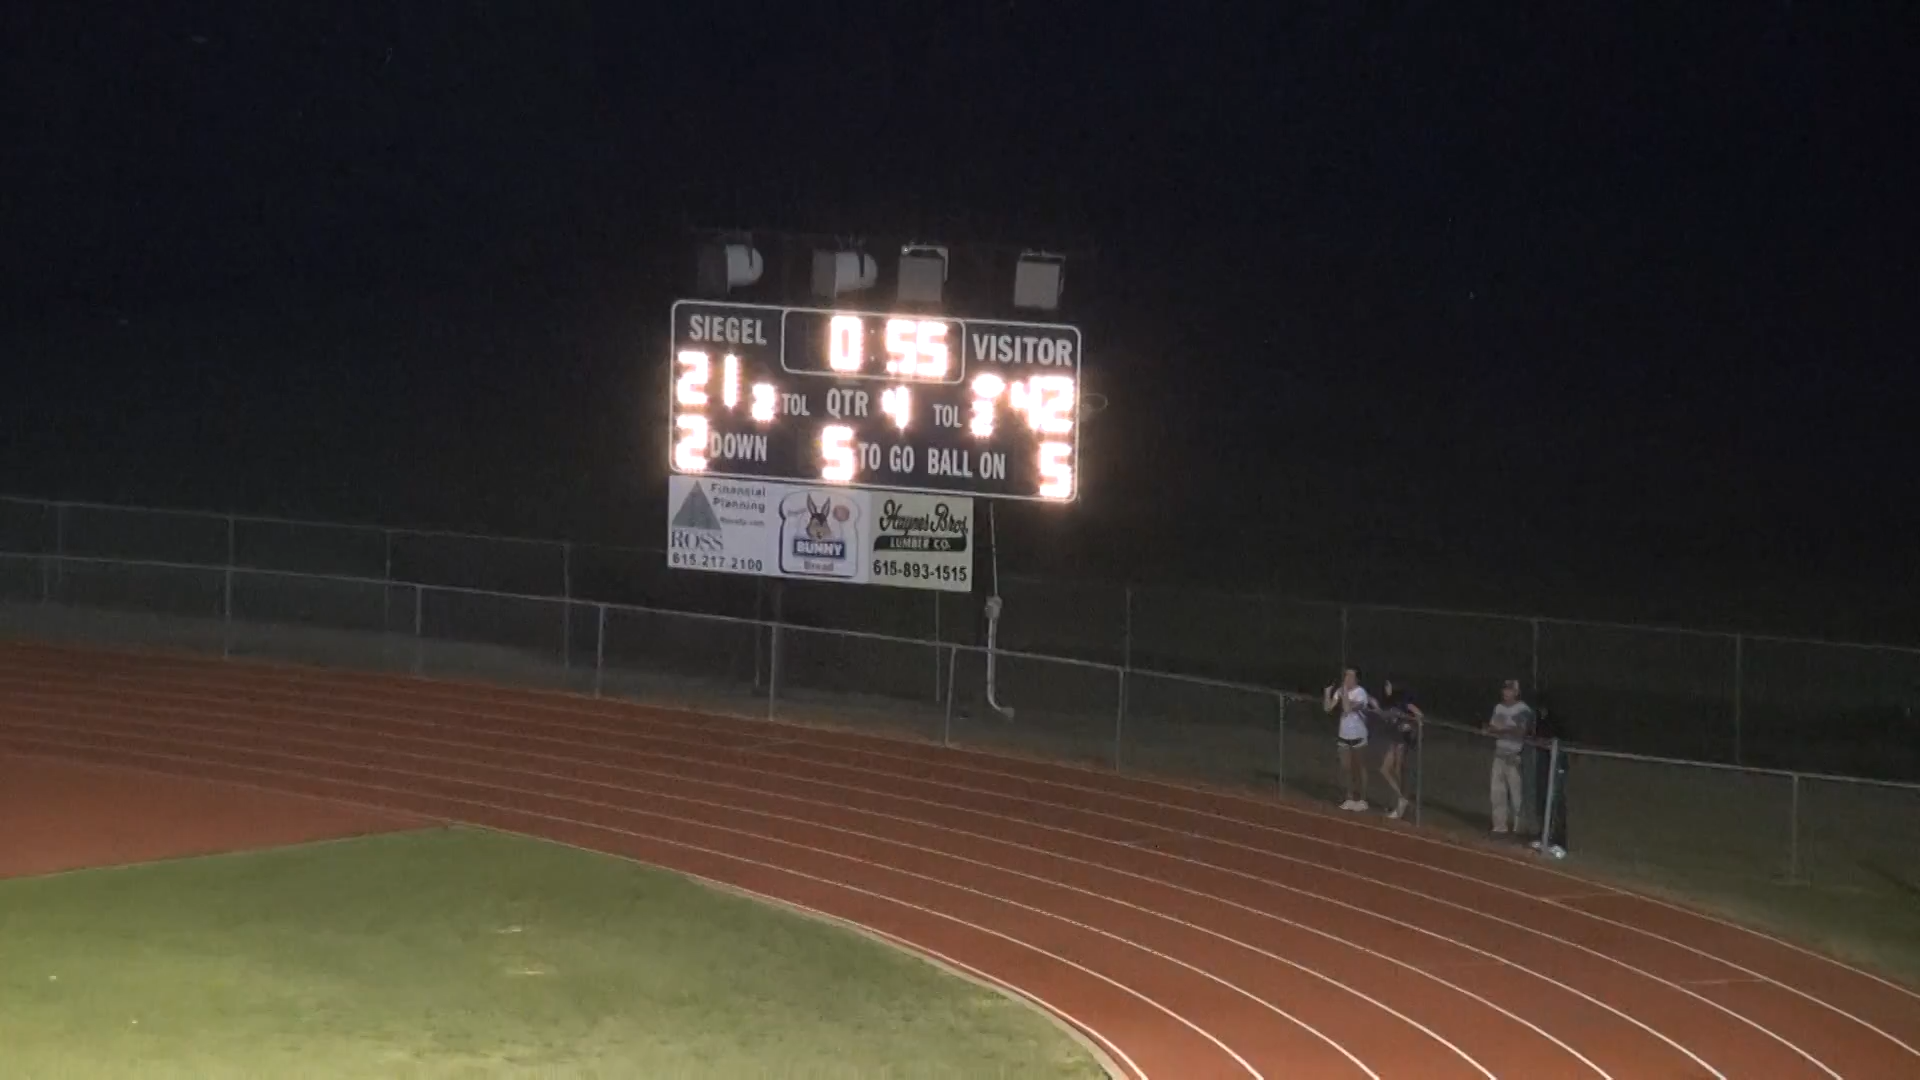 SIEGEL 0 55 VISITOR
21 2 TOL QTR 4 TOL 42
2 DOWN 5 TO GO BALL ON 5
Financial
Planning
ROSS
615 217 2100
BUNNY
Bread
Haynes Bros.
LUMBER CO.
615-893-1515